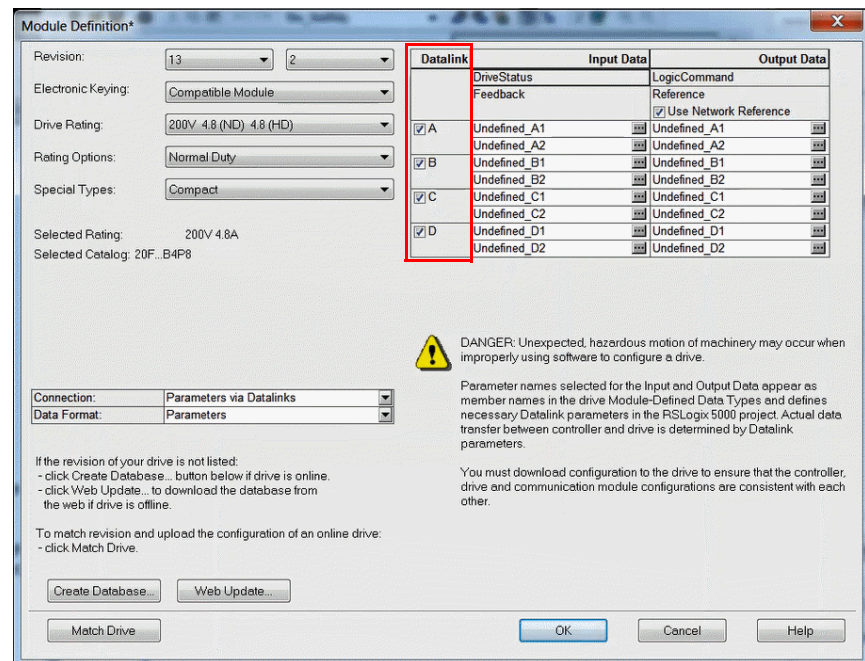 Module Definition*
X
Revision: 13 2
Electronic Keying: Compatible Module
Drive Rating: 200V 4.8 (ND) 4.8 (HD)
Rating Options: Normal Duty
Special Types: Compact
Selected Rating: 200V 4.8A
Selected Catalog: 20F...B4P8
Datalink Input Data Output Data
DriveStatus LogicCommand
Feedback Reference
Use Network Reference
A Undefined_A1 ... Undefined_A1 ...
Undefined_A2 ... Undefined_A2 ...
B Undefined_B1 ... Undefined_B1 ...
Undefined_B2 ... Undefined_B2 ...
C Undefined_C1 ... Undefined_C1 ...
Undefined_C2 ... Undefined_C2 ...
D Undefined_D1 ... Undefined_D1 ...
Undefined_D2 ... Undefined_D2 ...
Connection: Parameters via Datalinks
Data Format: Parameters
If the revision of your drive is not listed:
- click Create Database... button below if drive is online.
- click Web Update... to download the database from
the web if drive is offline.
To match revision and upload the configuration of an online drive:
- click Match Drive.
DANGER: Unexpected, hazardous motion of machinery may occur when
improperly using software to configure a drive.
Parameter names selected for the Input and Output Data appear as
member names in the drive Module-Defined Data Types and defines
necessary Datalink parameters in the RSLogix 5000 project. Actual data
transfer between controller and drive is determined by Datalink
parameters.
You must download configuration to the drive to ensure that the controller,
drive and communication module configurations are consistent with each
other.
Create Database... Web Update...
Match Drive OK Cancel Help